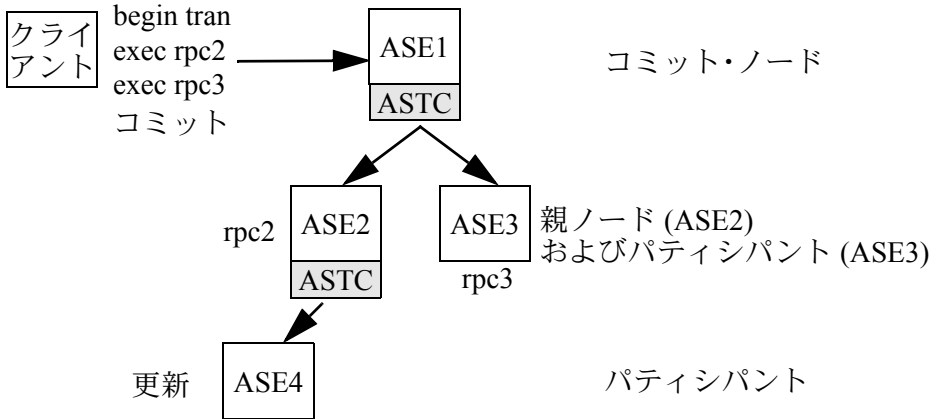 クライ
アント
begin tran
exec rpc2
exec rpc3
コミット
ASE1
ASTC
コミット・ノード
rpc2
ASE2
ASTC
ASE3
rpc3
親ノード (ASE2)
およびパティシパント (ASE3)
更新
ASE4
パティシパント